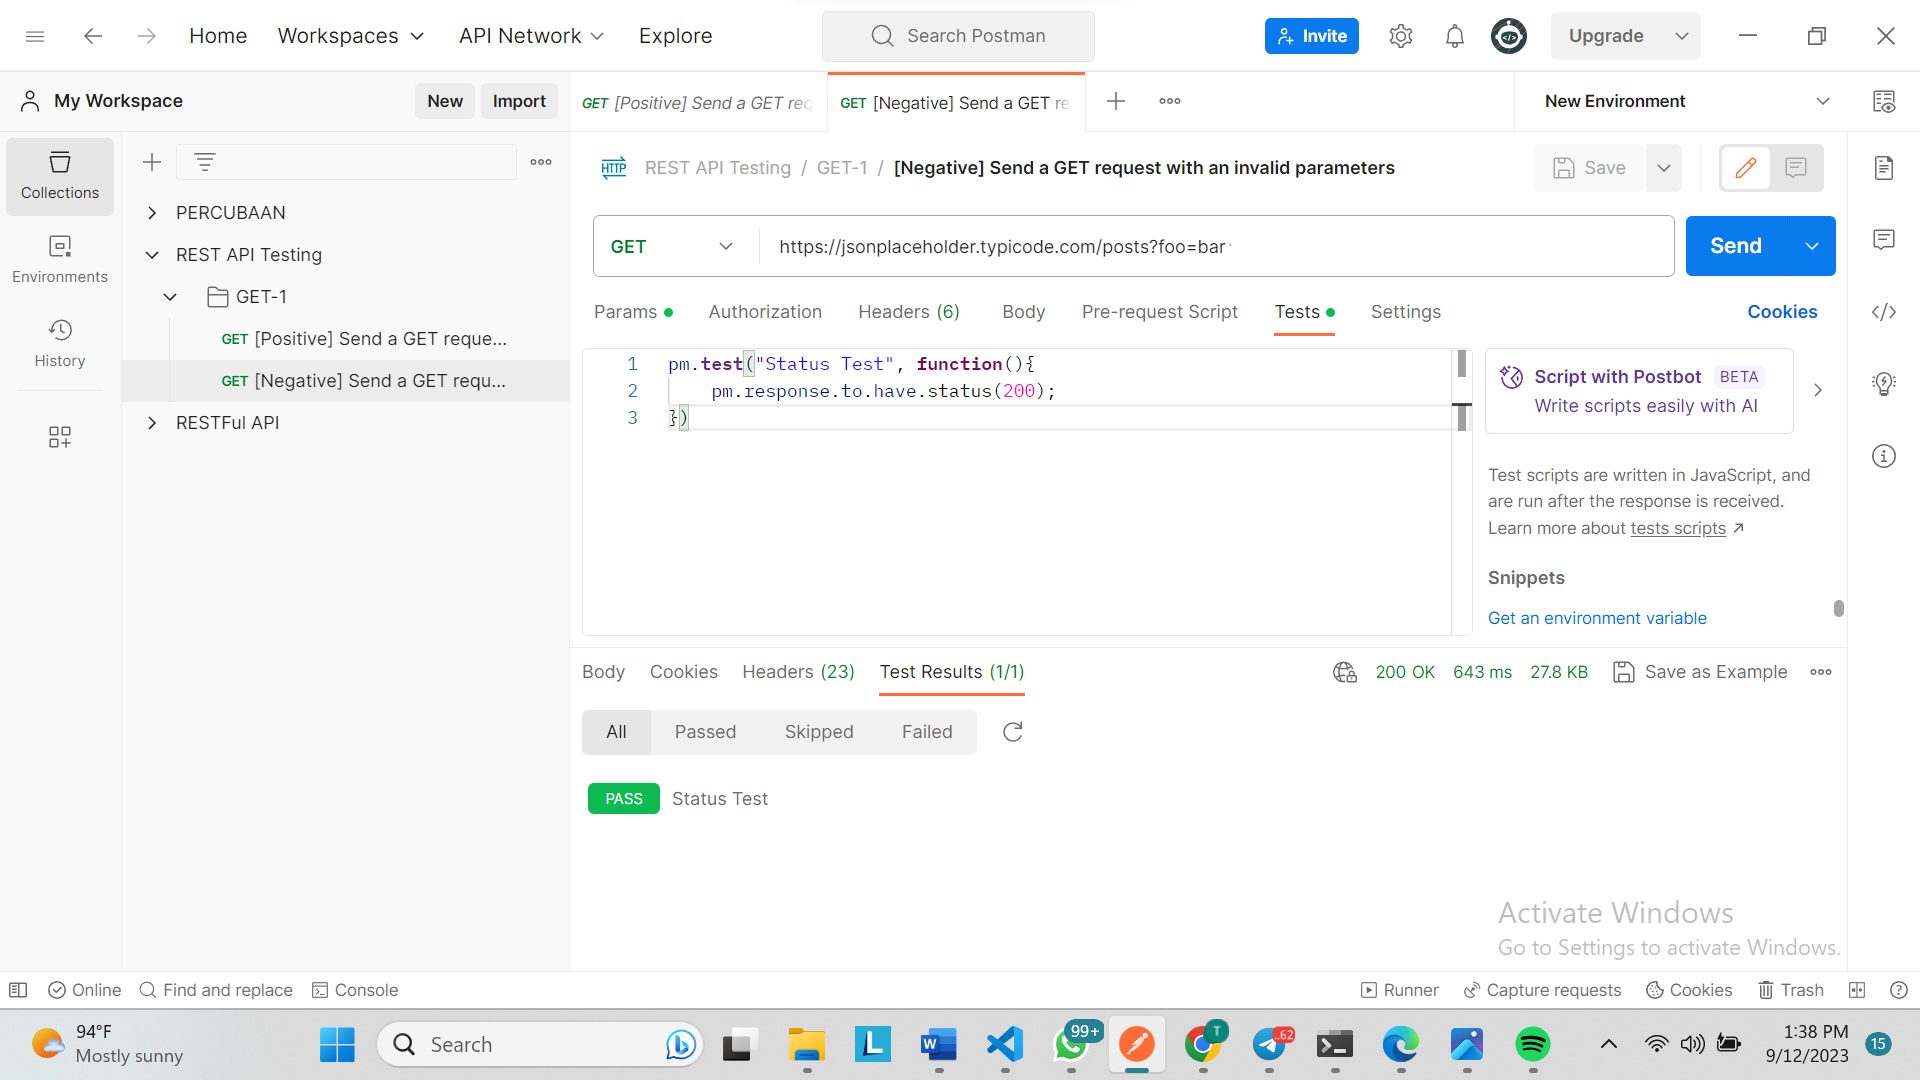 Home
Workspaces
API Network
Explore
Search Postman
Invite
Upgrade
My Workspace
New
Import
GET [Positive] Send a GET req
GET [Negative] Send a GET re
New Environment
Collections
Environments
History
PERCUBAAN
REST API Testing
GET-1
GET [Positive] Send a GET reque...
GET [Negative] Send a GET requ...
RESTFul API
HTTP
REST API Testing / GET-1 / [Negative] Send a GET request with an invalid parameters
Save
GET
https://jsonplaceholder.typicode.com/posts?foo=bar
Send
Params
Authorization
Headers (6)
Body
Pre-request Script
Tests
Settings
Cookies
1 pm.test("Status Test", function(){
2 pm.response.to.have.status(200);
3 })
Script with Postbot BETA
Write scripts easily with AI
Test scripts are written in JavaScript, and
are run after the response is received.
Learn more about tests scripts ↗
Snippets
Get an environment variable
Body
Cookies
Headers (23)
Test Results (1/1)
200 OK
643 ms
27.8 KB
Save as Example
All
Passed
Skipped
Failed
PASS
Status Test
Activate Windows
Go to Settings to activate Windows.
Online
Find and replace
Console
Runner
Capture requests
Cookies
Trash
94°F
Mostly sunny
Search
L
W
99+
T
..62
1:38 PM
9/12/2023
15